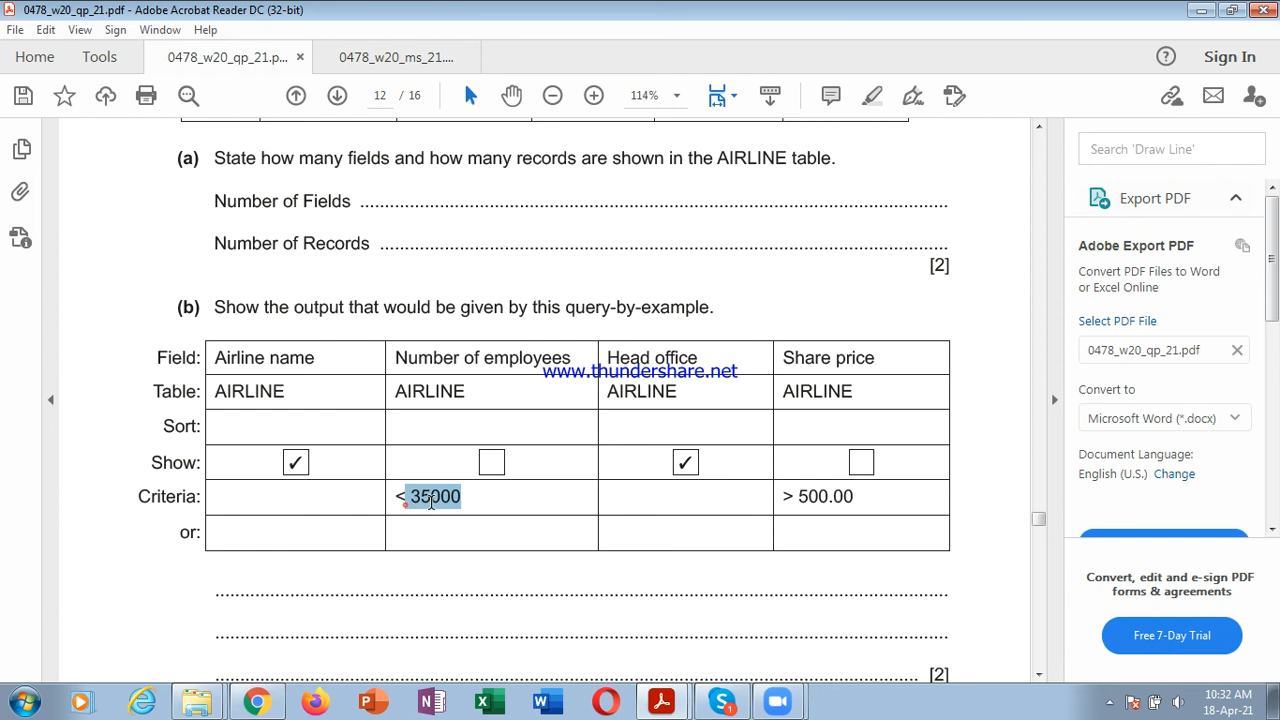 0478_w20_qp_21.pdf - Adobe Acrobat Reader DC (32-bit)
File Edit View Sign Window Help
Home Tools 0478_w20_qp_21.p... × 0478_w20_ms_21.... ? Sign In
12 / 16 114%
(a) State how many fields and how many records are shown in the AIRLINE table.
Number of Fields ..........
Number of Records ..........
[2]
(b) Show the output that would be given by this query-by-example.
Field: Airline name Number of employees Head office Share price
www.thundershare.net
Table: AIRLINE AIRLINE AIRLINE AIRLINE
Sort:
Show: ✓ ✓
Criteria: < 35000 > 500.00
or:
..........
..........
.......... [2]
Search 'Draw Line'
Export PDF
Adobe Export PDF
Convert PDF Files to Word
or Excel Online
Select PDF File
0478_w20_qp_21.pdf ×
Convert to
Microsoft Word (*.docx)
Document Language:
English (U.S.) Change
Convert, edit and e-sign PDF
forms & agreements
Free 7-Day Trial
10:32 AM
18-Apr-21